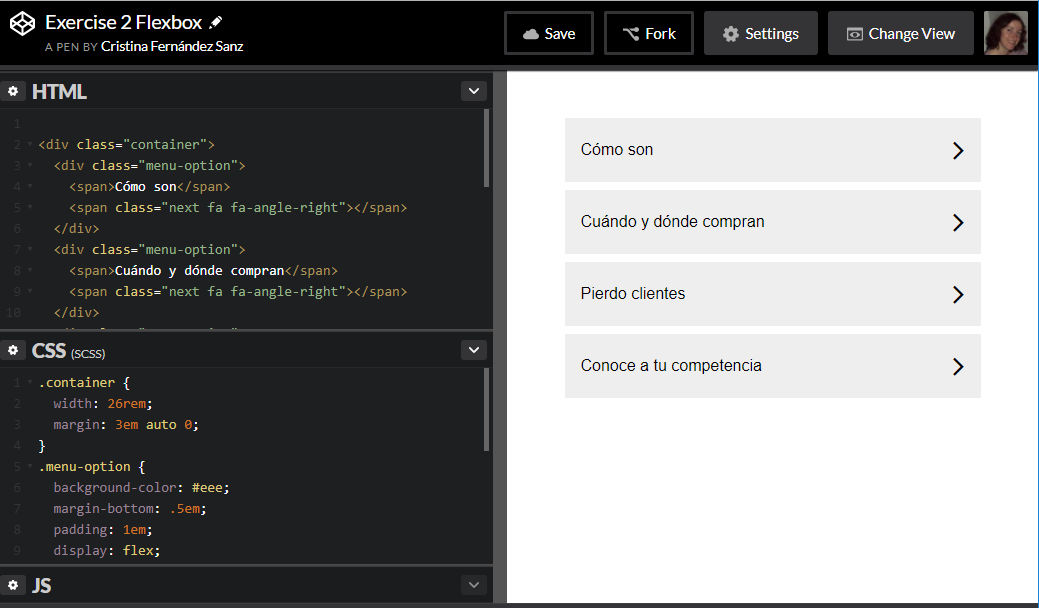 Exercise 2 Flexbox
A PEN BY Cristina Fernández Sanz
Save
Fork
Settings
Change View
HTML
1
2 <div class="container">
3 <div class="menu-option">
4 <span>Cómo son</span>
5 <span class="next fa fa-angle-right"></span>
6 </div>
7 <div class="menu-option">
8 <span>Cuándo y dónde compran</span>
9 <span class="next fa fa-angle-right"></span>
10 </div>
CSS (SCSS)
1 .container {
2 width: 26rem;
3 margin: 3em auto 0;
4 }
5 .menu-option {
6 background-color: #eee;
7 margin-bottom: .5em;
8 padding: 1em;
9 display: flex;
JS
Cómo son
Cuándo y dónde compran
Pierdo clientes
Conoce a tu competencia